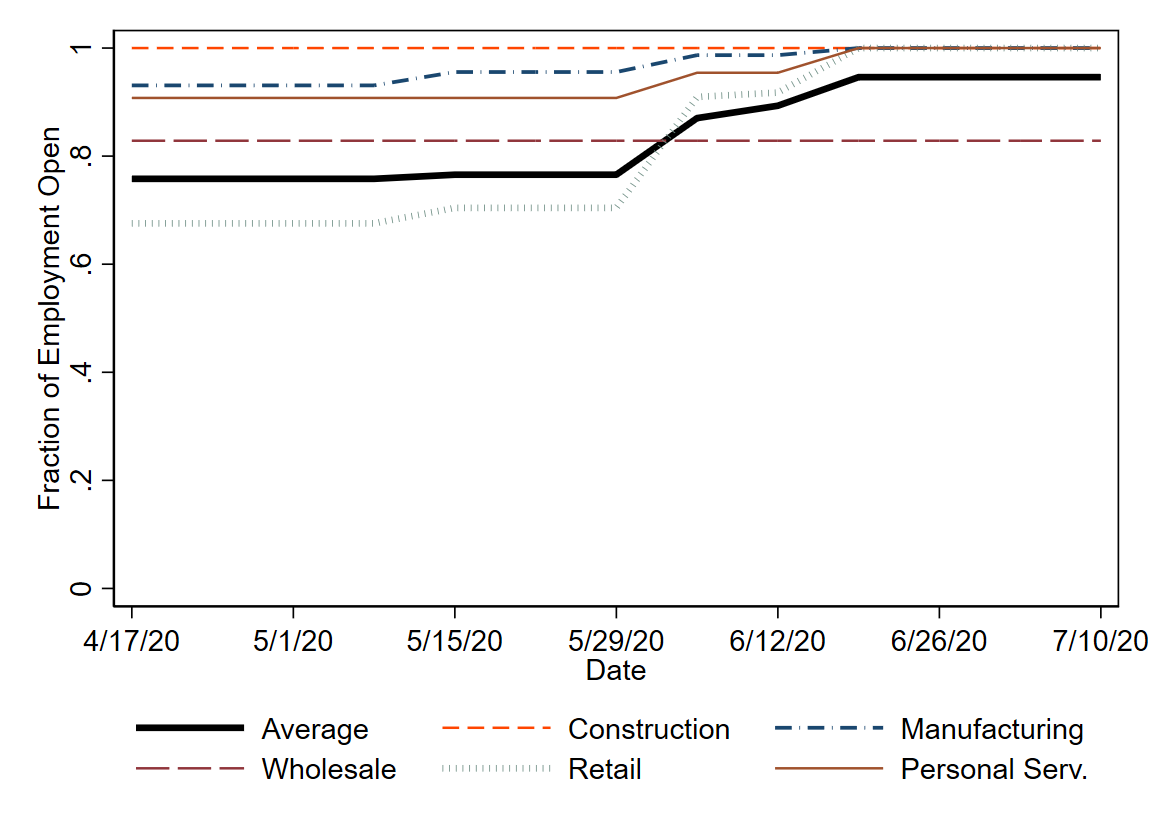 Fraction of Employment Open
1
.8
.6
.4
.2
0
4/17/20 5/1/20 5/15/20 5/29/20 6/12/20 6/26/20 7/10/20
Date
Average Construction Manufacturing
Wholesale Retail Personal Serv.